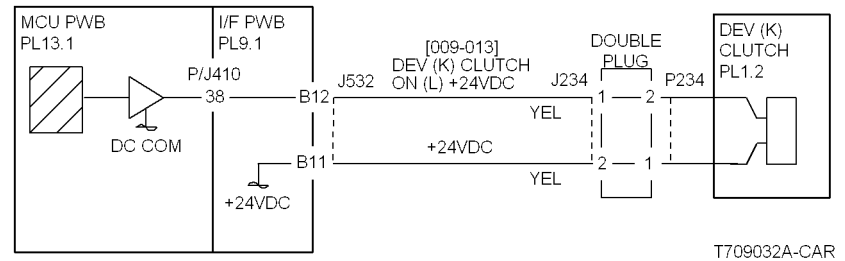 MCU PWB
PL13.1
I/F PWB
PL9.1
P/J410
38
DC COM
B12
B11
+24VDC
J532
[009-013]
DEV (K) CLUTCH
ON (L) +24VDC
YEL
+24VDC
YEL
J234
DOUBLE
PLUG
1 2
2 1
P234
DEV (K)
CLUTCH
PL1.2
T709032A-CAR